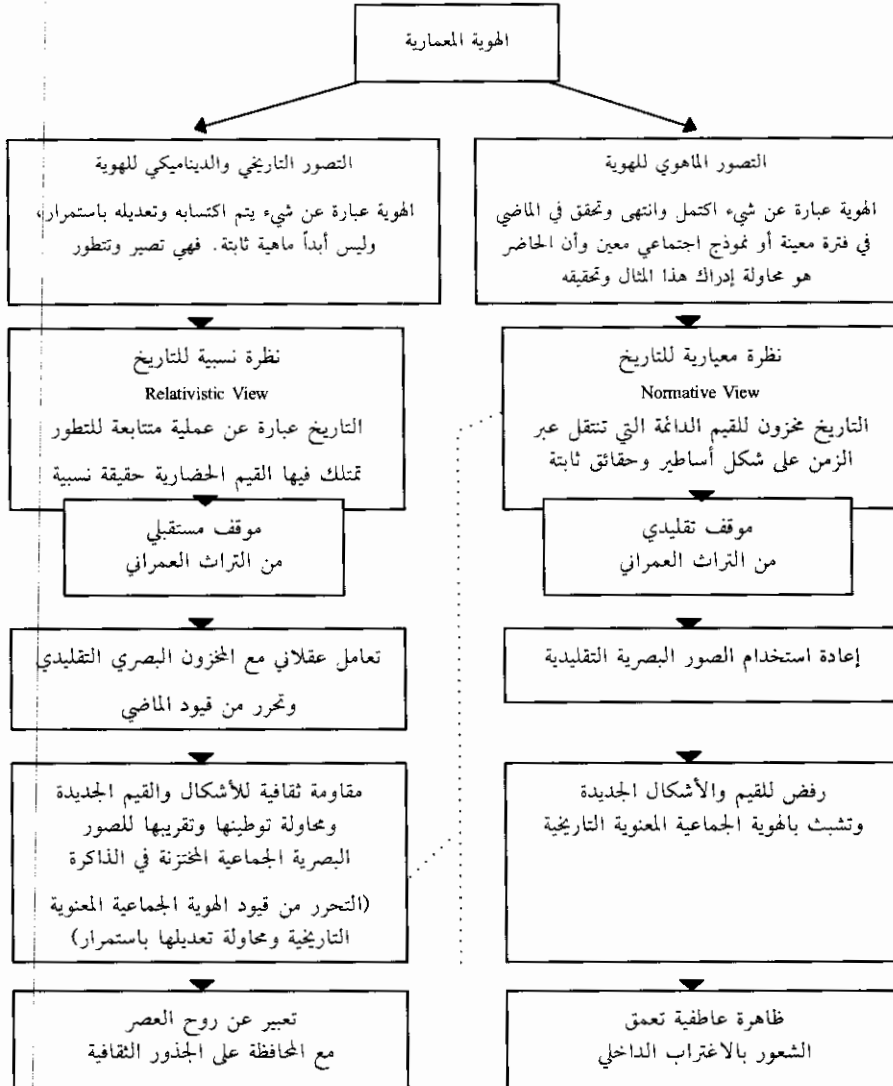 الهوية المعمارية
التصور الماهوي للهوية
الهوية عبارة عن شيء اكتمل وانتهى وتحقق في الماضي
في فترة معينة أو نموذج اجتماعي معين وأن الحاضر
هو محاولة إدراك هذا المثال وتحقيقه
نظرة معيارية للتاريخ
Normative View
التاريخ مخزون للقيم الدائمة التي تنتقل عبر
الزمن على شكل أساطير وحقائق ثابتة
موقف تقليدي
من التراث العمراني
إعادة استخدام الصور البصرية التقليدية
رفض للقيم والأشكال الجديدة
وتشبث بالهوية الجماعية المعنوية التاريخية
ظاهرة عاطفية تعمق
الشعور بالاغتراب الداخلي
التصور التاريخي والديناميكي للهوية
الهوية عبارة عن شيء يتم اكتسابه وتعديله باستمرار،
وليس أبداً ماهية ثابتة. فهي تصير وتتطور
نظرة نسبية للتاريخ
Relativistic View
التاريخ عبارة عن عملية متتابعة للتطور
تمتلك فيها القيم الحضارية حقيقة نسبية
موقف مستقبلي
من التراث العمراني
تعامل عقلاني مع المخزون البصري التقليدي
وتحرر من قيود الماضي
مقاومة ثقافية للأشكال والقيم الجديدة
ومحاولة توطينها وتقريبها للصور
البصرية الجماعية المختزنة في الذاكرة
(التحرر من قيود الهوية الجماعية المعنوية
التاريخية ومحاولة تعديلها باستمرار)
تعبير عن روح العصر
مع المحافظة على الجذور الثقافية